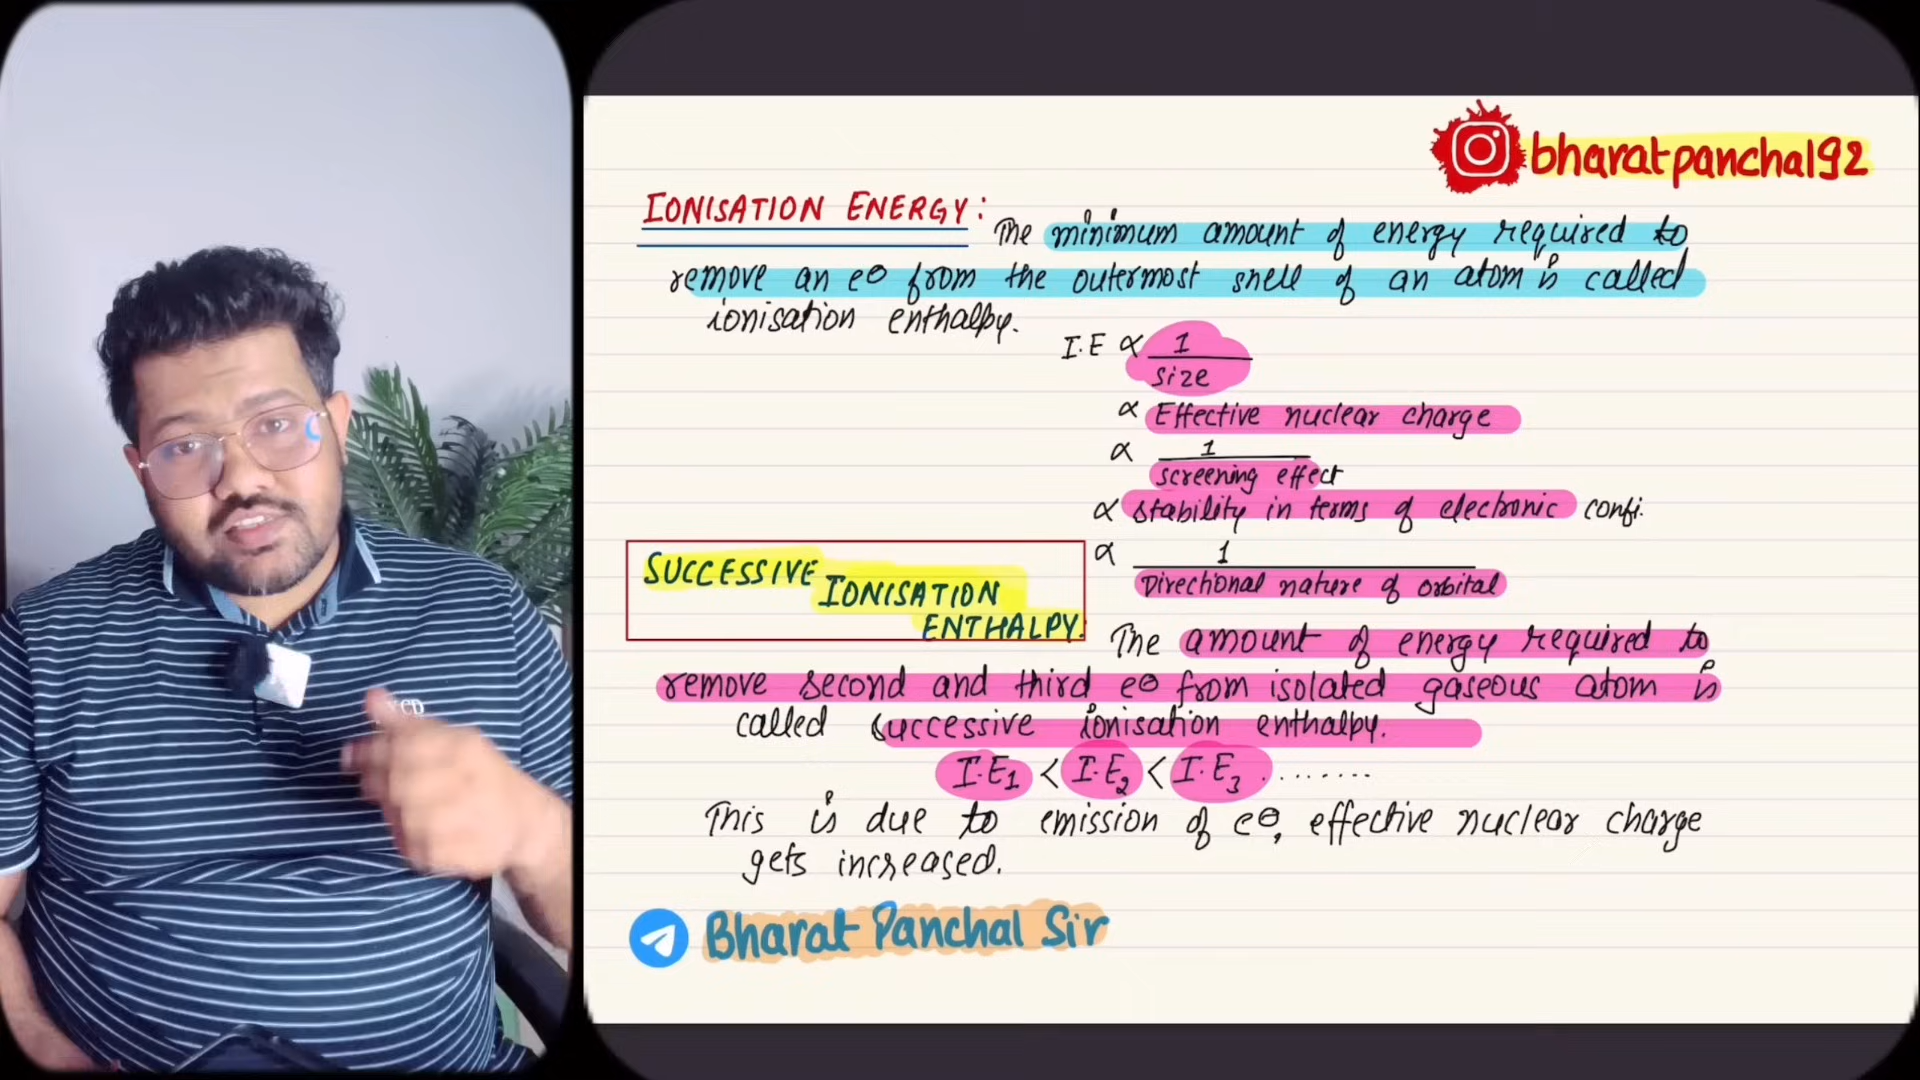 bharatpanchal92
IONISATION ENERGY: The minimum amount of energy required to
remove an e⊖ from the outermost shell of an atom is called
ionisation enthalpy.
I.E ∝ 1
size
∝ Effective nuclear charge
∝ 1
screening effect
∝ stability in terms of electronic confi.
∝ 1
Directional nature of orbital
SUCCESSIVE
IONISATION
ENTHALPY.
The amount of energy required to
remove second and third e⊖ from isolated gaseous atom is
called successive ionisation enthalpy.
I.E₁ < I.E₂ < I.E₃ ........
This is due to emission of e⊖, effective nuclear charge
gets increased.
Bharat Panchal Sir